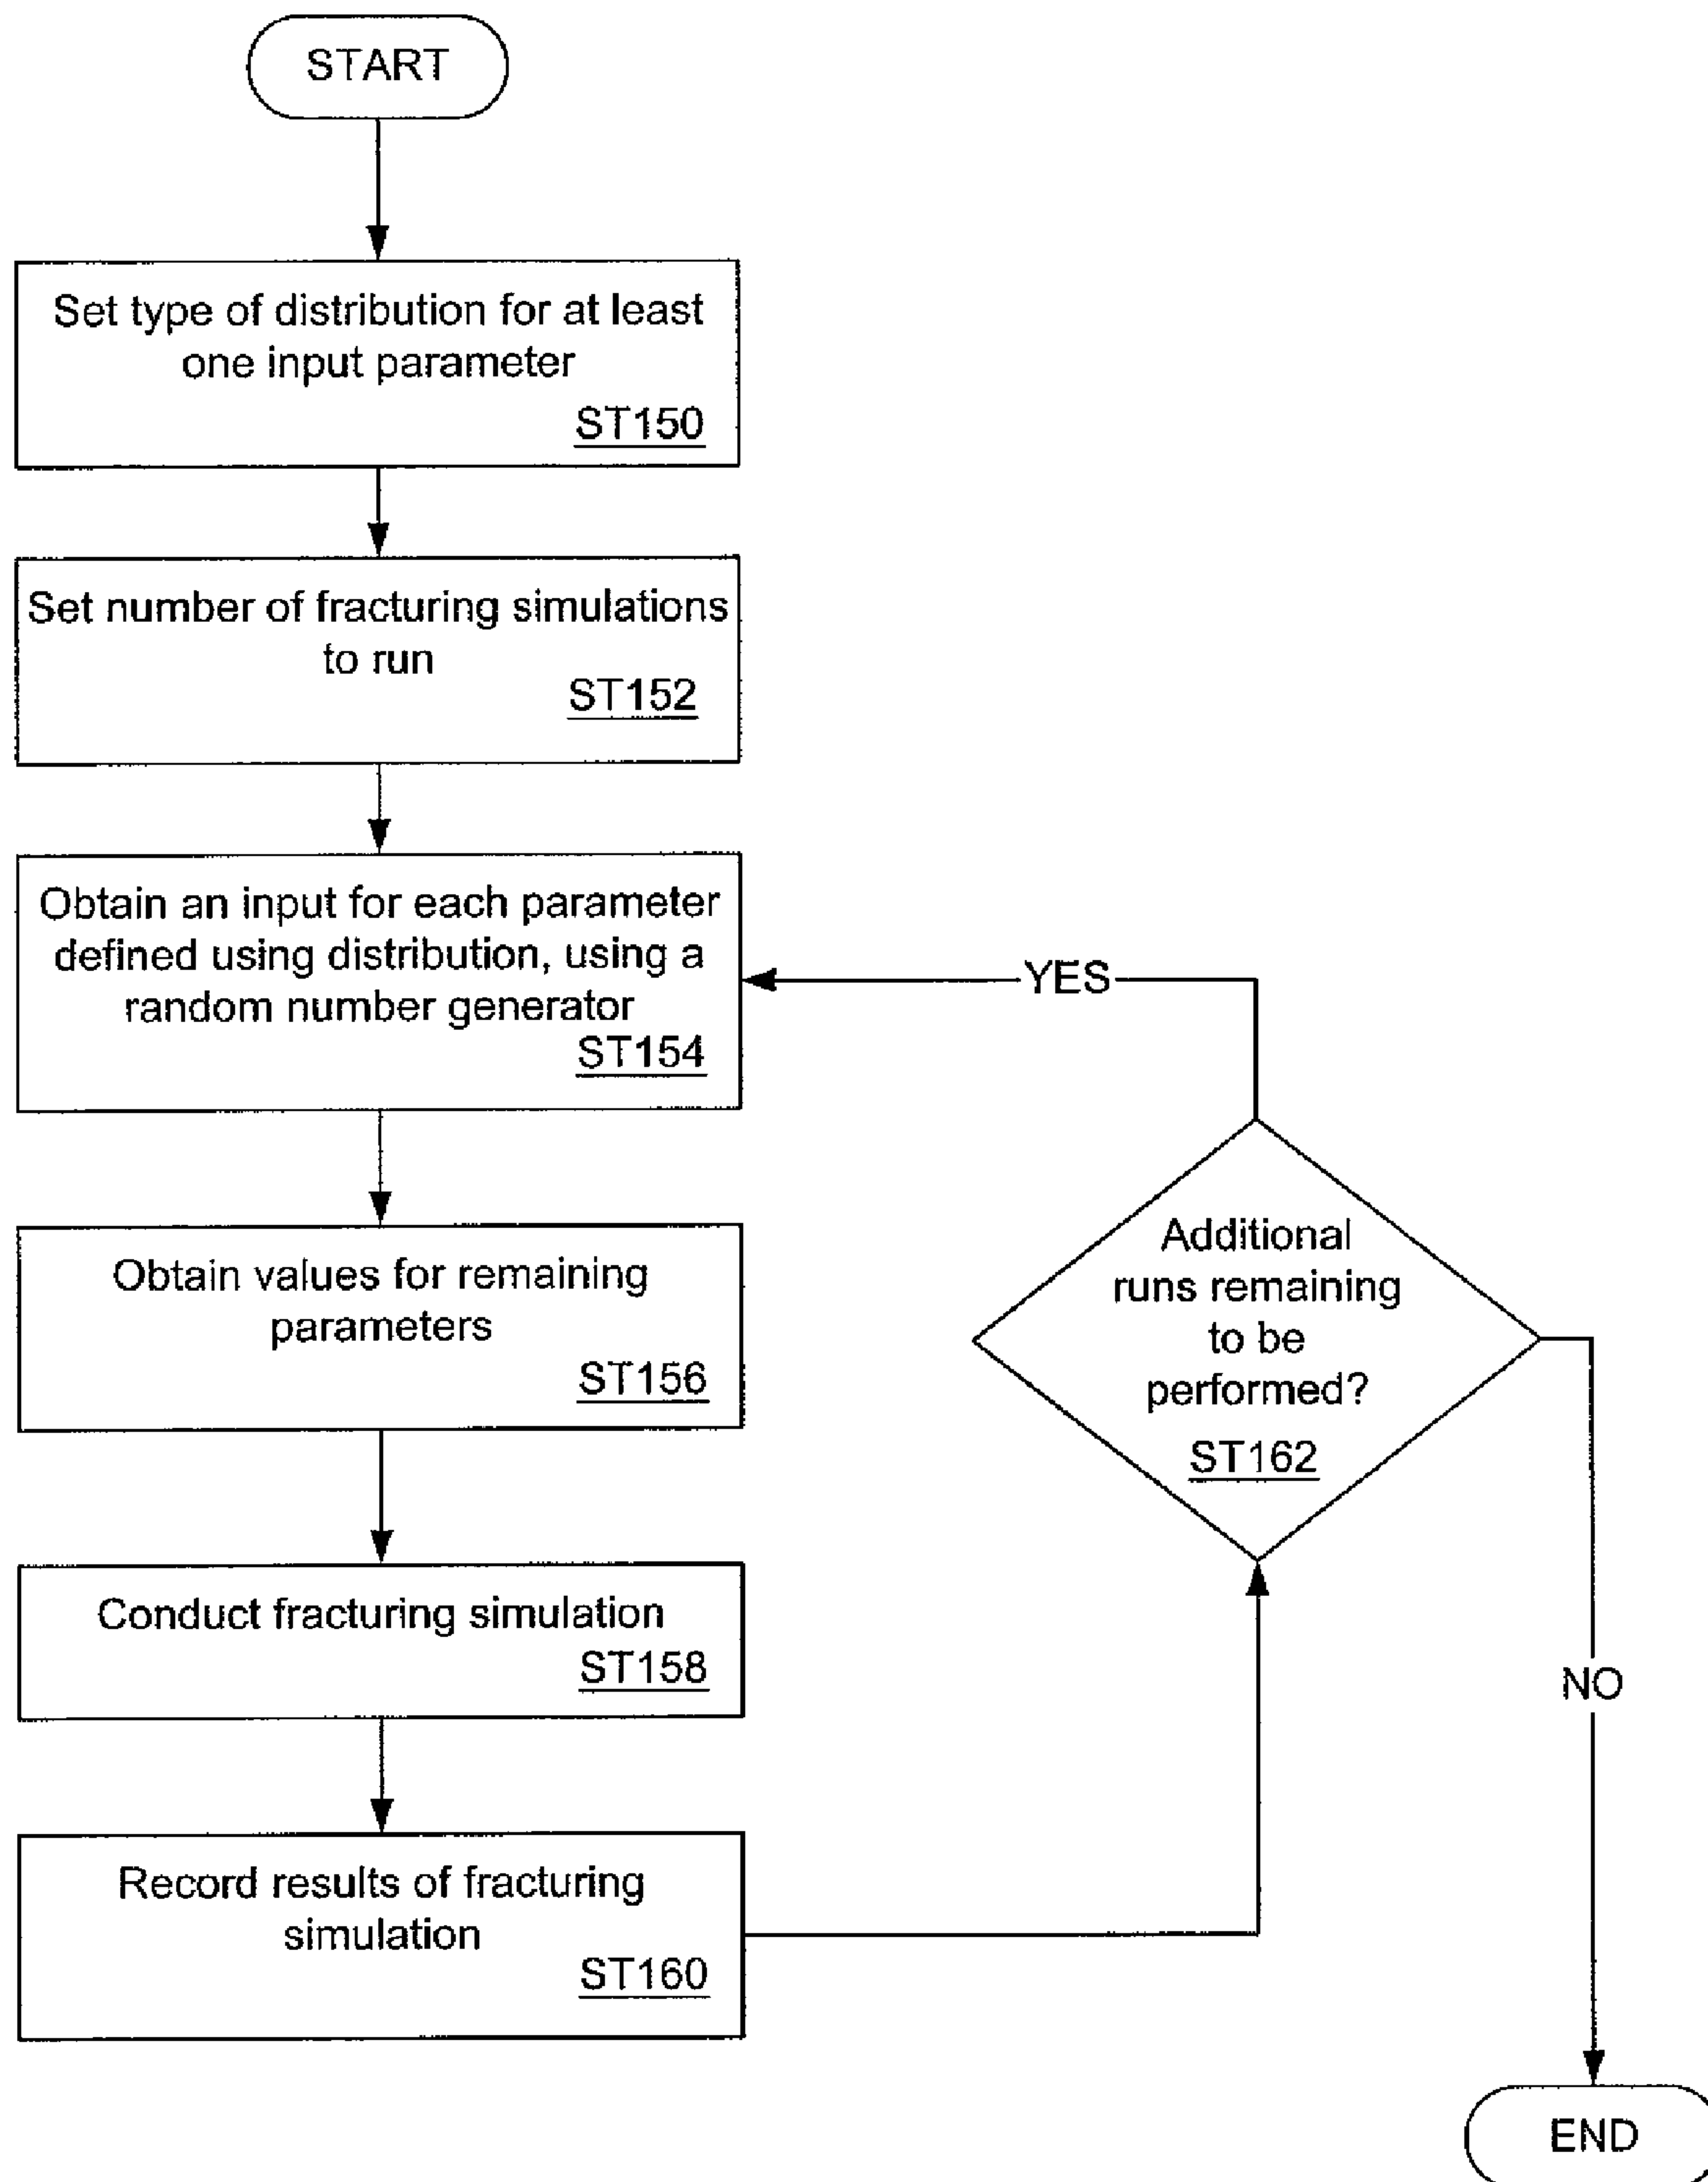 START
Set type of distribution for at least
one input parameter
ST150
Set number of fracturing simulations
to run
ST152
Obtain an input for each parameter
defined using distribution, using a
random number generator
ST154
YES
Obtain values for remaining
parameters
ST156
Additional
runs remaining
to be
performed?
ST162
Conduct fracturing simulation
ST158
NO
Record results of fracturing
simulation
ST160
END